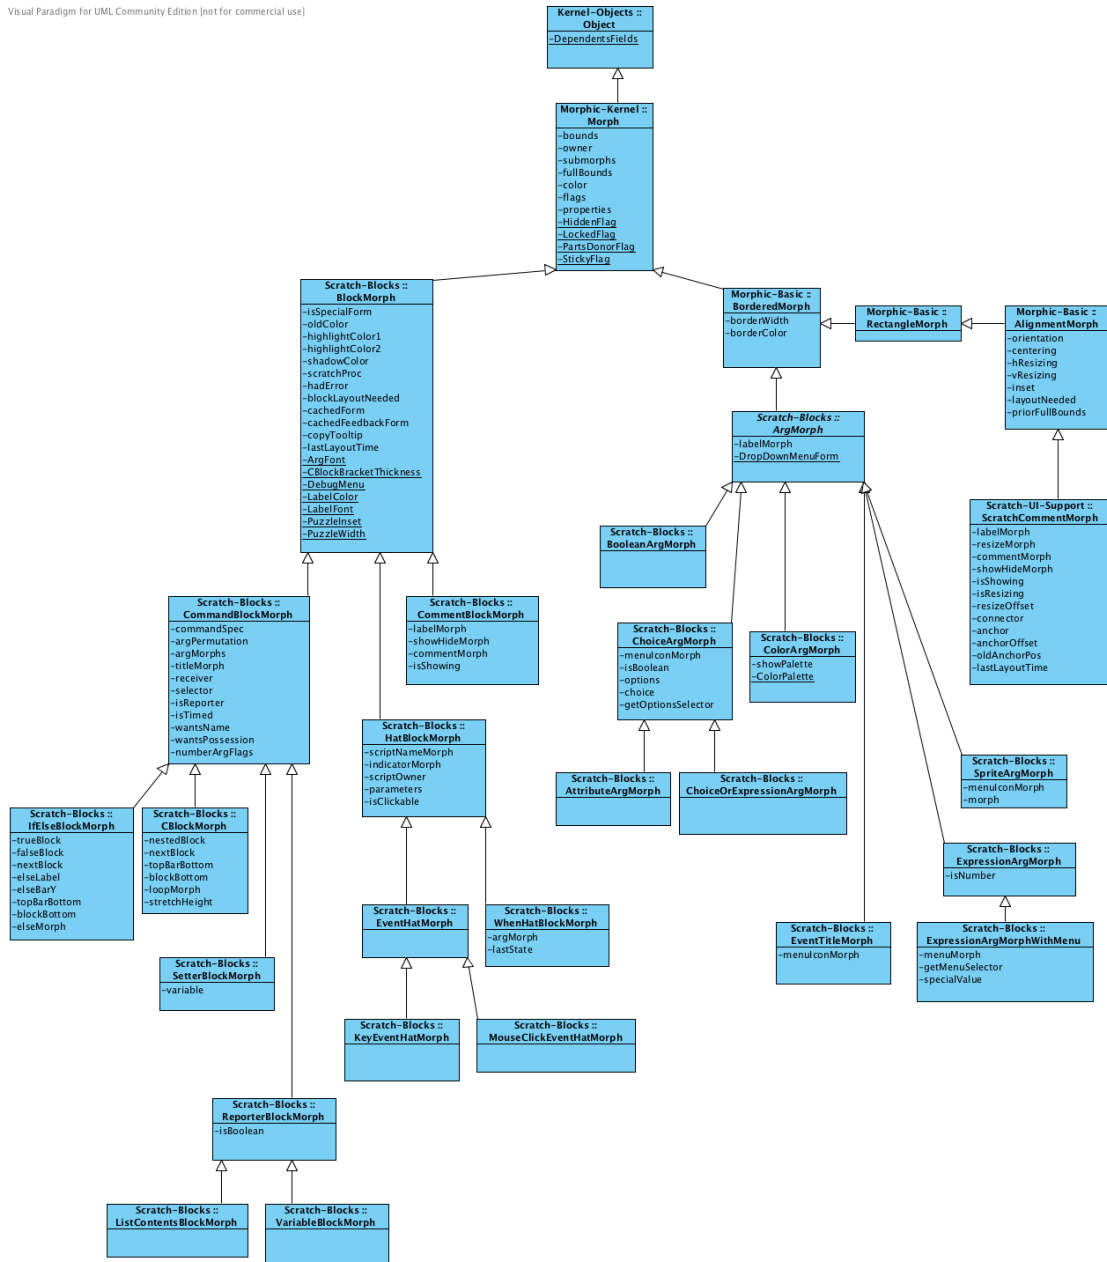 Visual Paradigm for UML Community Edition [not for commercial use]
Kernel-Objects ::
Object
-DependentsFields
Morphic-Kernel ::
Morph
-bounds
-owner
-submorphs
-fullBounds
-color
-flags
-properties
-HiddenFlag
-LockedFlag
-PartsDonorFlag
-StickyFlag
Scratch-Blocks ::
BlockMorph
-isSpecialForm
-oldColor
-highlightColor1
-highlightColor2
-shadowColor
-scratchProc
-hadError
-blockLayoutNeeded
-cachedForm
-cachedFeedbackForm
-copyTooltip
-lastLayoutTime
-ArgFont
-CBlockBracketThickness
-DebugMenu
-LabelColor
-LabelFont
-PuzzleInset
-PuzzleWidth
Morphic-Basic ::
BorderedMorph
-borderWidth
-borderColor
Morphic-Basic ::
RectangleMorph
Morphic-Basic ::
AlignmentMorph
-orientation
-centering
-hResizing
-vResizing
-inset
-layoutNeeded
-priorFullBounds
Scratch-Blocks ::
ArgMorph
-labelMorph
-DropDownMenuForm
Scratch-UI-Support ::
ScratchCommentMorph
-labelMorph
-resizeMorph
-commentMorph
-showHideMorph
-isShowing
-isResizing
-resizeOffset
-connector
-anchor
-anchorOffset
-oldAnchorPos
-lastLayoutTime
Scratch-Blocks ::
BooleanArgMorph
Scratch-Blocks ::
CommandBlockMorph
-commandSpec
-argPermutation
-argMorphs
-titleMorph
-receiver
-selector
-isReporter
-isTimed
-wantsName
-wantsPossession
-numberArgFlags
Scratch-Blocks ::
CommentBlockMorph
-labelMorph
-showHideMorph
-commentMorph
-isShowing
Scratch-Blocks ::
ChoiceArgMorph
-menuIconMorph
-isBoolean
-options
-choice
-getOptionsSelector
Scratch-Blocks ::
ColorArgMorph
-showPalette
-ColorPalette
Scratch-Blocks ::
HatBlockMorph
-scriptNameMorph
-indicatorMorph
-scriptOwner
-parameters
-isClickable
Scratch-Blocks ::
AttributeArgMorph
Scratch-Blocks ::
ChoiceOrExpressionArgMorph
Scratch-Blocks ::
SpriteArgMorph
-menuIconMorph
-morph
Scratch-Blocks ::
IfElseBlockMorph
-trueBlock
-falseBlock
-nextBlock
-elseLabel
-elseBarY
-topBarBottom
-blockBottom
-elseMorph
Scratch-Blocks ::
CBlockMorph
-nestedBlock
-nextBlock
-topBarBottom
-blockBottom
-loopMorph
-stretchHeight
Scratch-Blocks ::
ExpressionArgMorph
-isNumber
Scratch-Blocks ::
EventHatMorph
Scratch-Blocks ::
WhenHatBlockMorph
-argMorph
-lastState
Scratch-Blocks ::
EventTitleMorph
-menuIconMorph
Scratch-Blocks ::
ExpressionArgMorphWithMenu
-menuMorph
-getMenuSelector
-specialValue
Scratch-Blocks ::
SetterBlockMorph
-variable
Scratch-Blocks ::
KeyEventHatMorph
Scratch-Blocks ::
MouseClickEventHatMorph
Scratch-Blocks ::
ReporterBlockMorph
-isBoolean
Scratch-Blocks ::
ListContentsBlockMorph
Scratch-Blocks ::
VariableBlockMorph